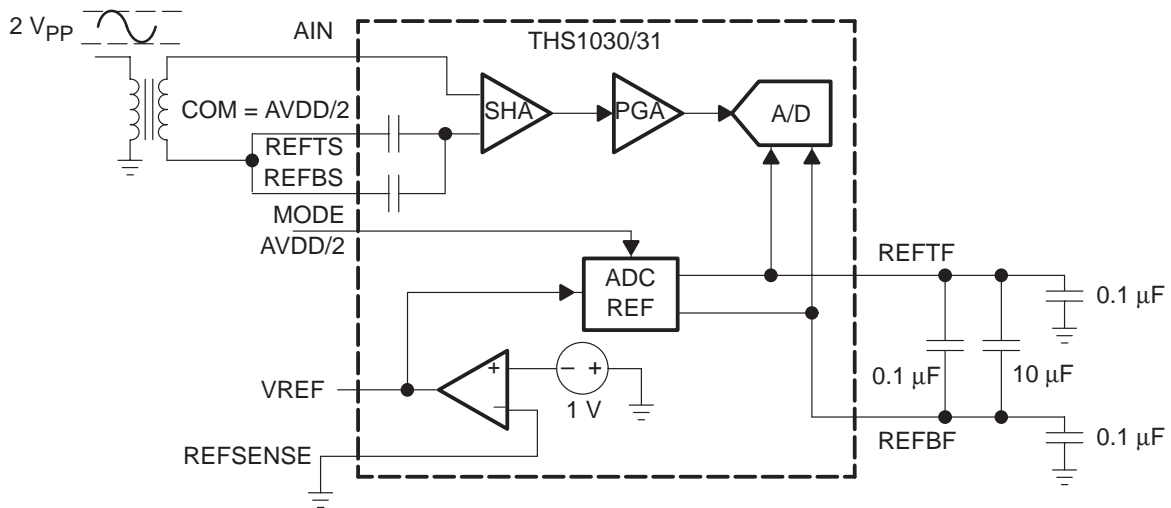 2 VPP
AIN
THS1030/31
SHA
PGA
A/D
COM = AVDD/2
REFTS
REFBS
MODE
AVDD/2
ADC
REF
REFTF
0.1 μF
0.1 μF
10 μF
VREF
+
−
− +
1 V
REFBF
0.1 μF
REFSENSE